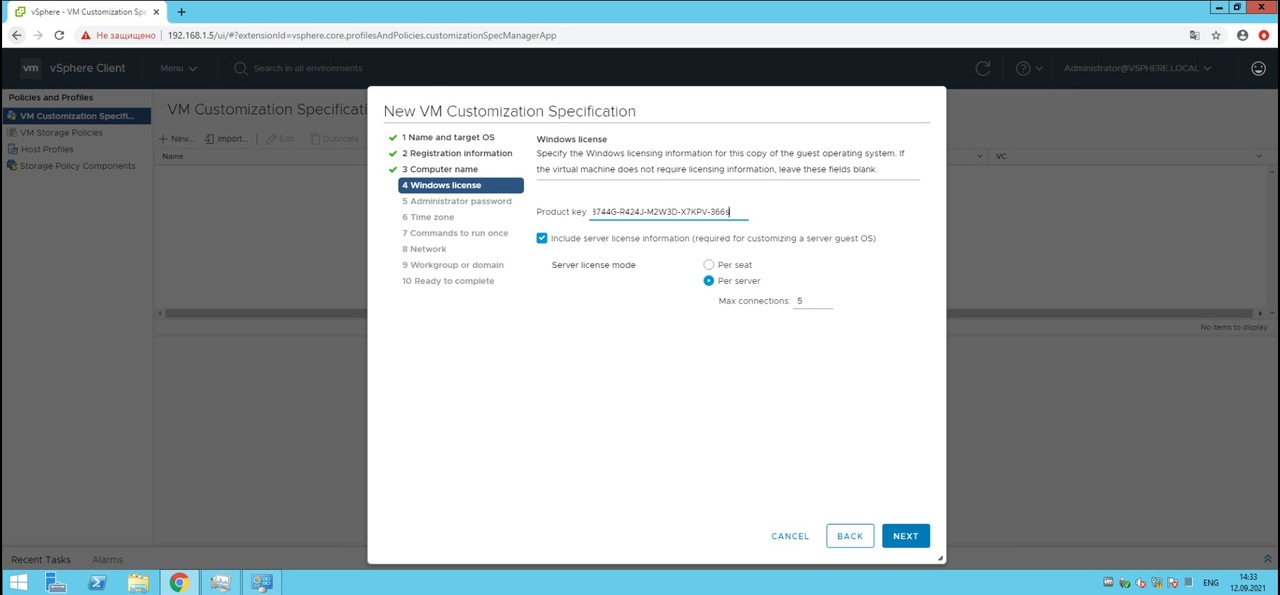 vSphere - VM Customization Spe
Не защищено 192.168.1.5/ui/#?extensionId=vsphere.core.profilesAndPolicies.customizationSpecManagerApp
vm vSphere Client Menu Search in all environments Administrator@VSPHERE.LOCAL
Policies and Profiles
VM Customization Specifi...
VM Storage Policies
Host Profiles
Storage Policy Components
VM Customization Specificati
New... Import... Edit... Duplicate
Name VC
No items to display
New VM Customization Specification
1 Name and target OS
2 Registration information
3 Computer name
4 Windows license
5 Administrator password
6 Time zone
7 Commands to run once
8 Network
9 Workgroup or domain
10 Ready to complete
Windows license
Specify the Windows licensing information for this copy of the guest operating system. If
the virtual machine does not require licensing information, leave these fields blank.
Product key 3744G-R424J-M2W3D-X7KPV-366s
Include server license information (required for customizing a server guest OS)
Server license mode Per seat
Per server
Max connections: 5
CANCEL BACK NEXT
Recent Tasks Alarms
ENG 14:33
12.09.2021